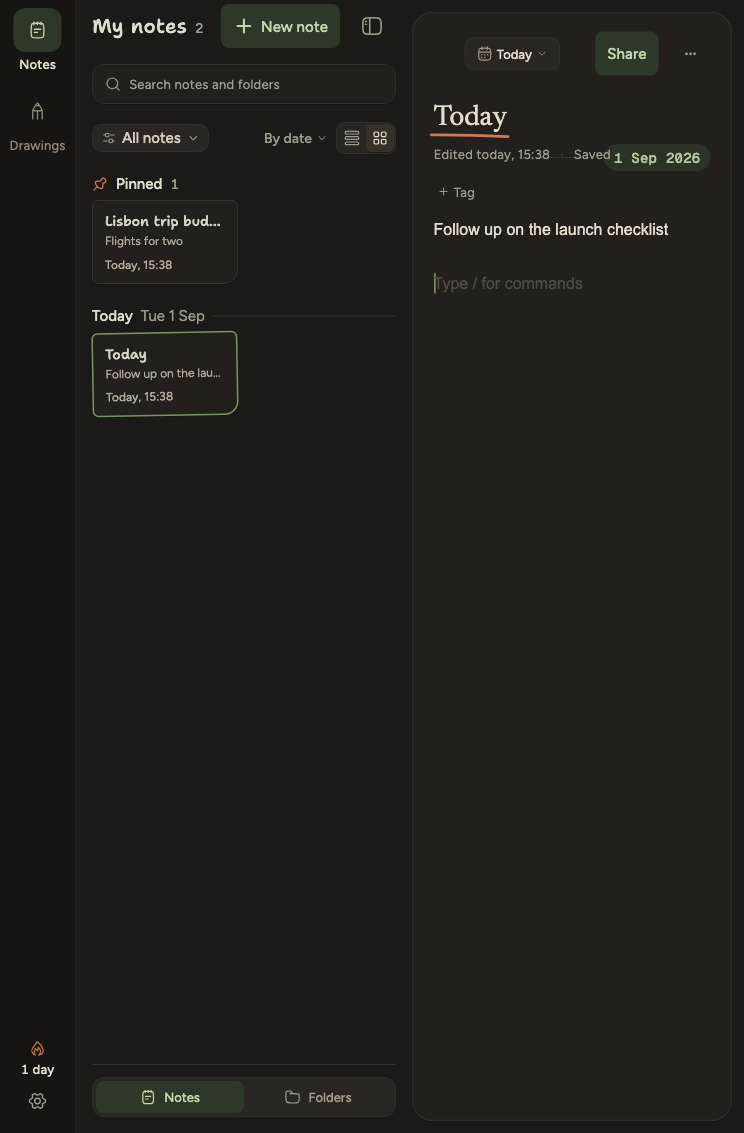 Notes
Drawings
1 day
My notes 2
New note
Search notes and folders
All notes
By date
Pinned 1
Lisbon trip bud...
Flights for two
Today, 15:38
Today Tue 1 Sep
Today
Follow up on the lau...
Today, 15:38
Notes
Folders
Today
Share
Today
Edited today, 15:38 · Saved
1 Sep 2026
+ Tag
Follow up on the launch checklist
Type / for commands